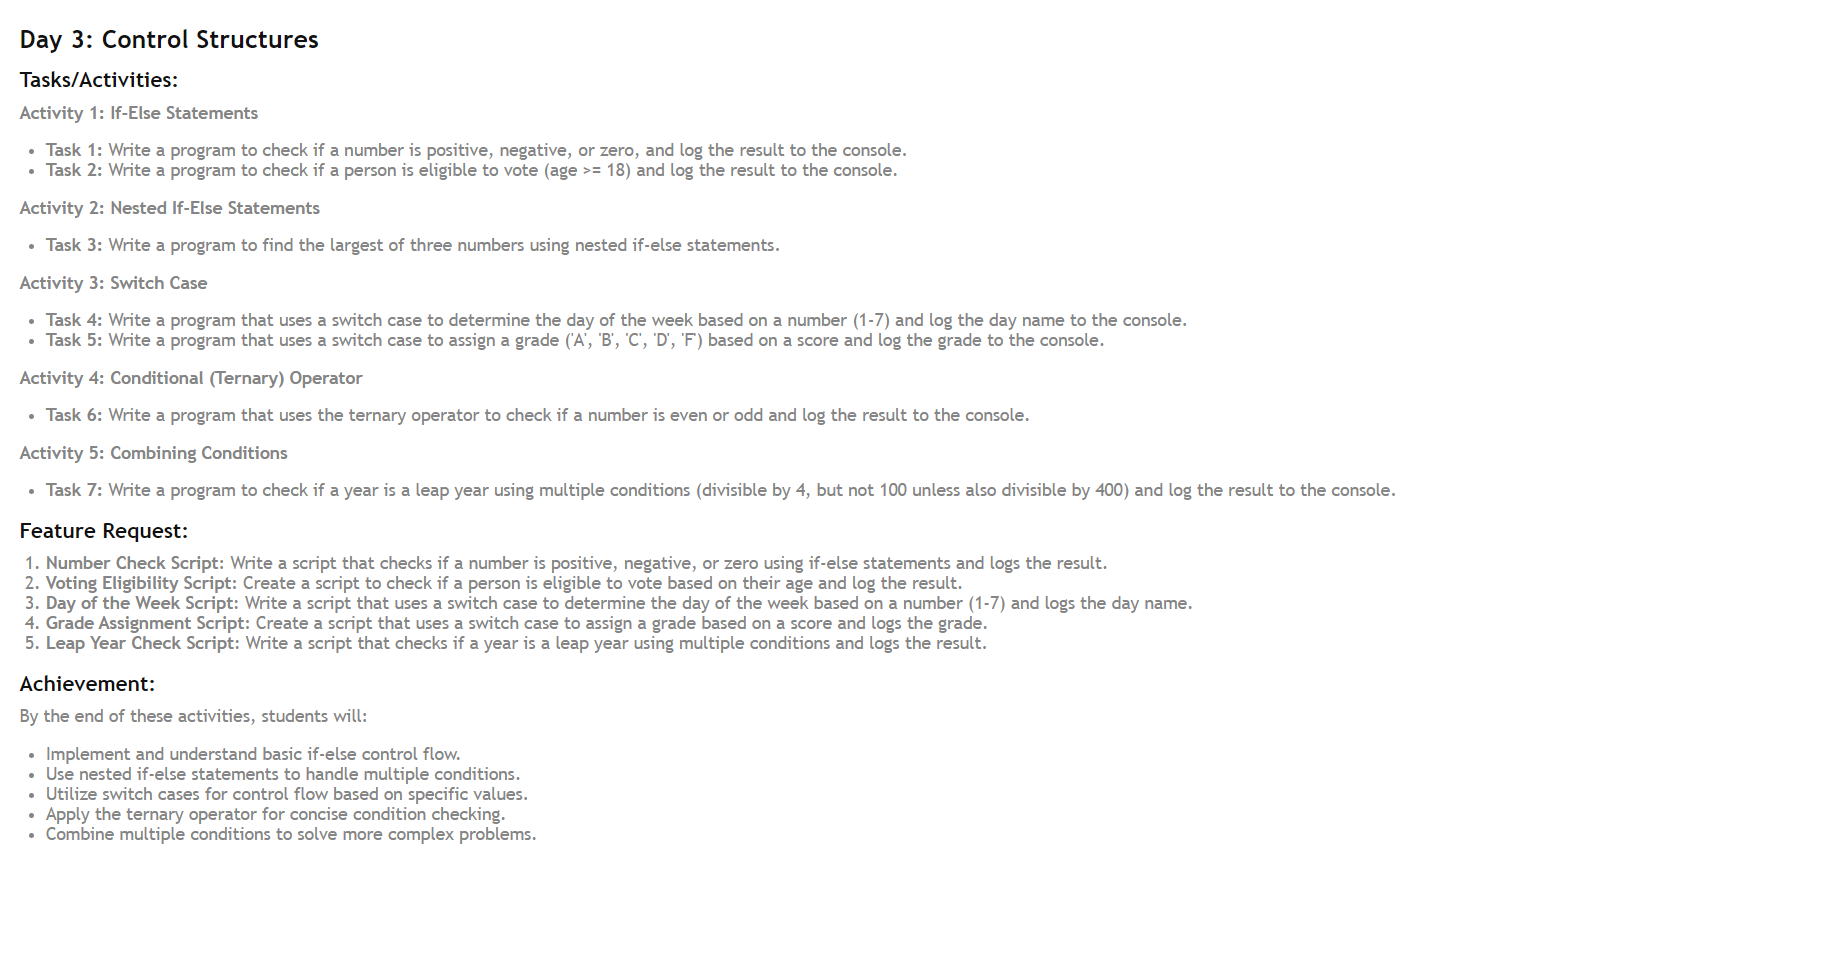 Day 3: Control Structures
Tasks/Activities:
Activity 1: If-Else Statements
• Task 1: Write a program to check if a number is positive, negative, or zero, and log the result to the console.
• Task 2: Write a program to check if a person is eligible to vote (age >= 18) and log the result to the console.
Activity 2: Nested If-Else Statements
• Task 3: Write a program to find the largest of three numbers using nested if-else statements.
Activity 3: Switch Case
• Task 4: Write a program that uses a switch case to determine the day of the week based on a number (1-7) and log the day name to the console.
• Task 5: Write a program that uses a switch case to assign a grade ('A', 'B', 'C', 'D', 'F') based on a score and log the grade to the console.
Activity 4: Conditional (Ternary) Operator
• Task 6: Write a program that uses the ternary operator to check if a number is even or odd and log the result to the console.
Activity 5: Combining Conditions
• Task 7: Write a program to check if a year is a leap year using multiple conditions (divisible by 4, but not 100 unless also divisible by 400) and log the result to the console.
Feature Request:
1. Number Check Script: Write a script that checks if a number is positive, negative, or zero using if-else statements and logs the result.
2. Voting Eligibility Script: Create a script to check if a person is eligible to vote based on their age and log the result.
3. Day of the Week Script: Write a script that uses a switch case to determine the day of the week based on a number (1-7) and logs the day name.
4. Grade Assignment Script: Create a script that uses a switch case to assign a grade based on a score and logs the grade.
5. Leap Year Check Script: Write a script that checks if a year is a leap year using multiple conditions and logs the result.
Achievement:
By the end of these activities, students will:
• Implement and understand basic if-else control flow.
• Use nested if-else statements to handle multiple conditions.
• Utilize switch cases for control flow based on specific values.
• Apply the ternary operator for concise condition checking.
• Combine multiple conditions to solve more complex problems.